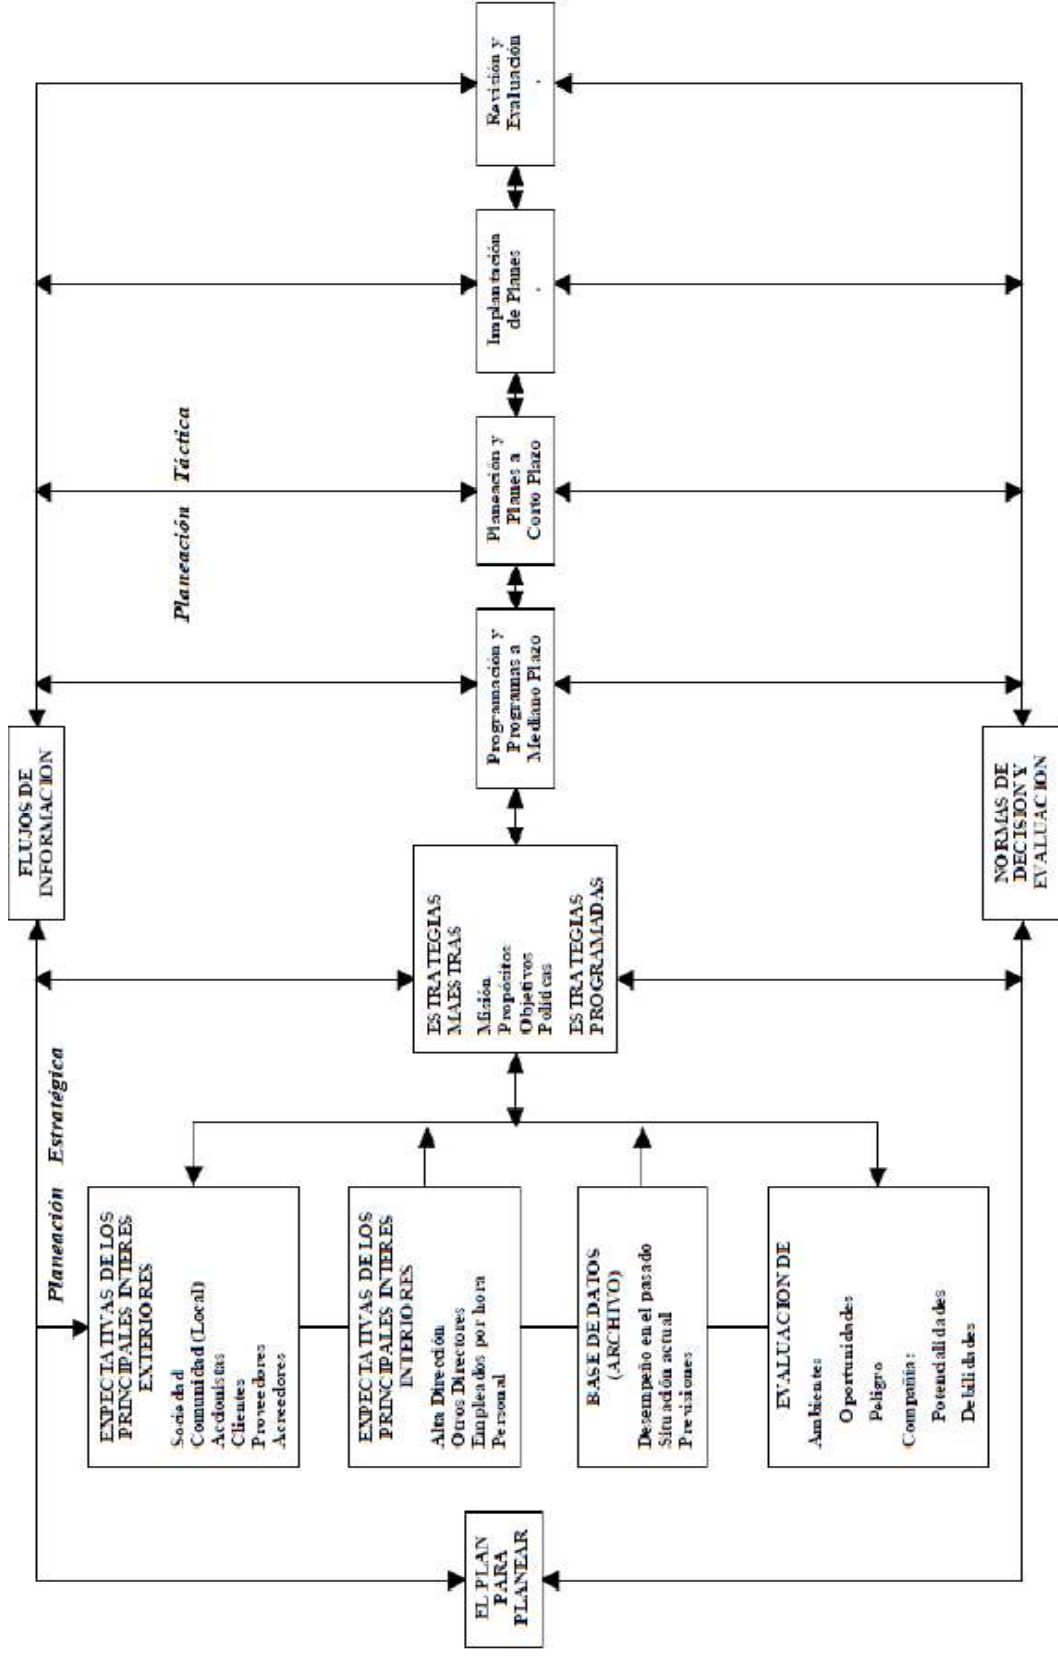 EL PLAN
PARA
PLANEAR
Planeación Estratégica
EXPECTATIVAS DE LOS
PRINCIPALES INTERES
EXTERIORES
Sociedad
Comunidad (Local)
Accionistas
Clientes
Proveedores
Acreedores
EXPECTATIVAS DE LOS
PRINCIPALES INTERES
INTERIORES
Alta Dirección
Otros Directores
Empleados por hora
Personal
BASE DE DATOS
(ARCHIVO)
Desempeño en el pasado
Situación actual
Previsiones
EVALUACION DE
Ambiente:
Oportunidades
Peligro
Compañia:
Potencialidades
Debilidades
ESTRATEGIAS
MAESTRAS
Misión
Propósitos
Objetivos
Políticas
ESTRATEGIAS
PROGRAMADAS
FLUJOS DE
INFORMACION
NORMAS DE
DECISION Y
EVALUACION
Planeación Táctica
Programación y
Programas a
Mediano Plazo
Planeación y
Planes a
Corto Plazo
Implantación
de Planes
.
Revisión y
Evaluación
.